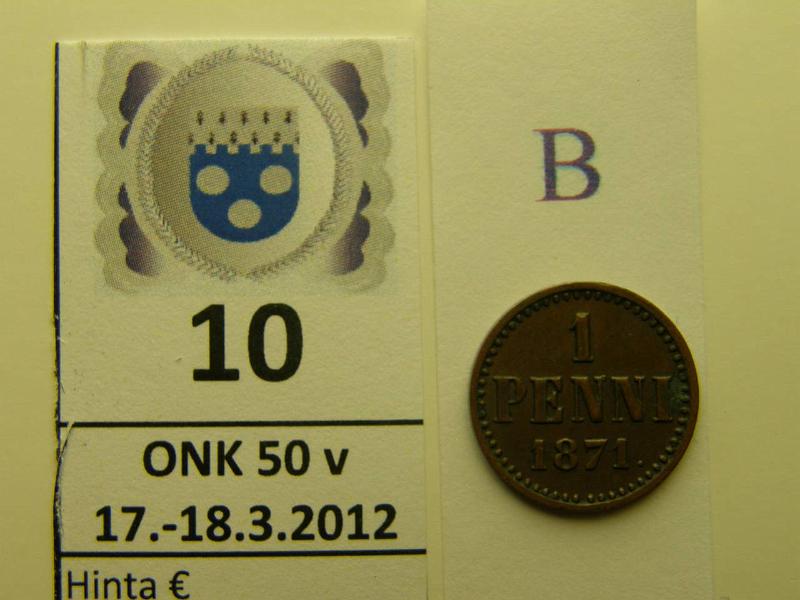 10
ONK 50 v
17.-18.3.2012
Hinta €
B
1
PENNI
1871.